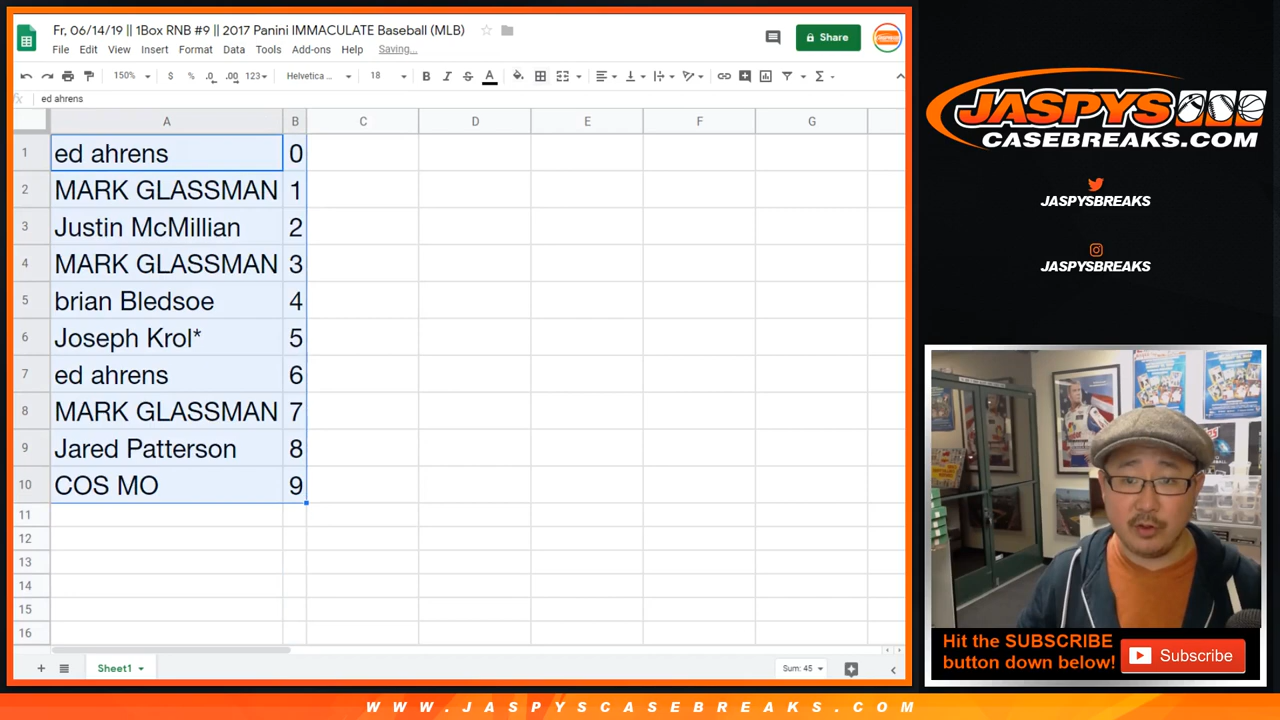 Fr, 06/14/19 || 1Box RNB #9 || 2017 Panini IMMACULATE Baseball (MLB)
File Edit View Insert Format Data Tools Add-ons Help Saving...
Share
150% $ % .0 .00 123 Helvetica ... 18 B I S A
fx ed ahrens
A B C D E F G
1 ed ahrens 0
2 MARK GLASSMAN 1
3 Justin McMillian 2
4 MARK GLASSMAN 3
5 brian Bledsoe 4
6 Joseph Krol* 5
7 ed ahrens 6
8 MARK GLASSMAN 7
9 Jared Patterson 8
10 COS MO 9
11
12
13
14
15
16
Sheet1
Sum: 45
JASPYS
CASEBREAKS.COM
JASPYSBREAKS
JASPYSBREAKS
Hit the SUBSCRIBE
button down below!
Subscribe
WWW.JASPYSCASEBREAKS.COM